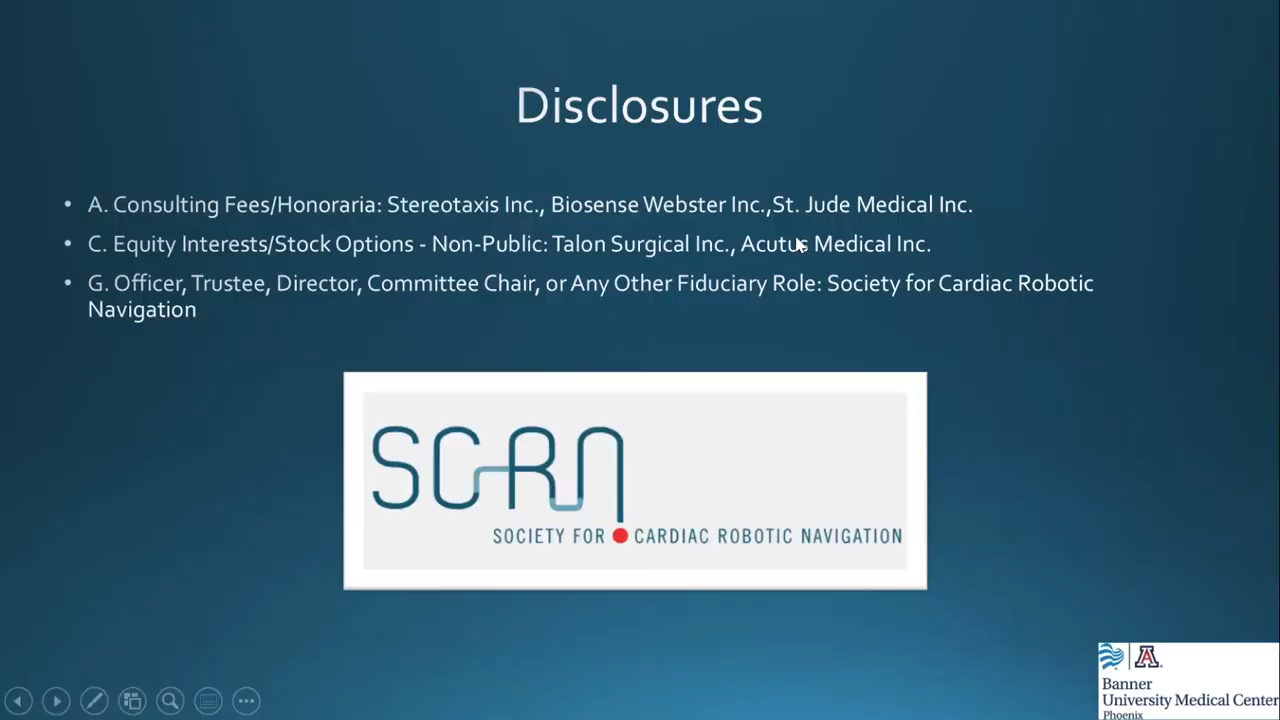 Disclosures
• A. Consulting Fees/Honoraria: Stereotaxis Inc., Biosense Webster Inc.,St. Jude Medical Inc.
• C. Equity Interests/Stock Options - Non-Public: Talon Surgical Inc., Acutus Medical Inc.
• G. Officer, Trustee, Director, Committee Chair, or Any Other Fiduciary Role: Society for Cardiac Robotic
Navigation
SCRN
SOCIETY FOR CARDIAC ROBOTIC NAVIGATION
A
Banner
University Medical Center
Phoenix